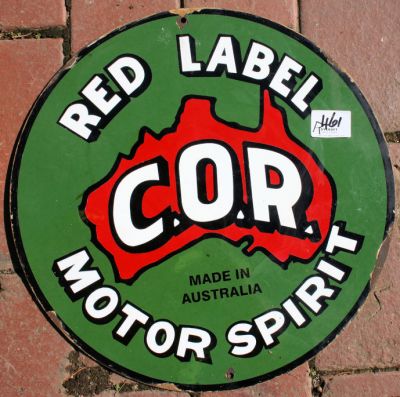 RED LABEL
C.O.R.
MADE IN
AUSTRALIA
MOTOR SPIRIT